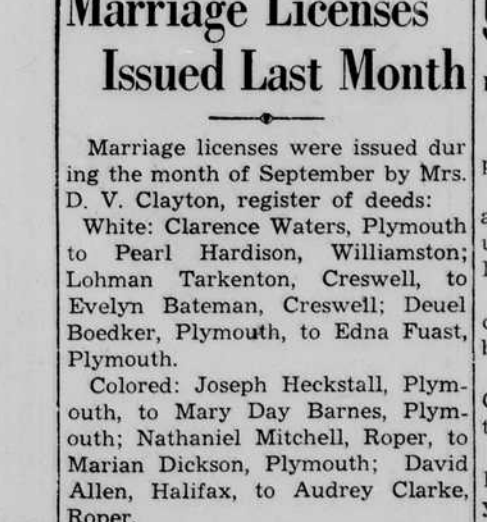 Marriage Licenses
Issued Last Month
Marriage licenses were issued dur
ing the month of September by Mrs.
D. V. Clayton, register of deeds:
White: Clarence Waters, Plymouth
to Pearl Hardison, Williamston;
Lohman Tarkenton, Creswell, to
Evelyn Bateman, Creswell; Deuel
Boedker, Plymouth, to Edna Fuast,
Plymouth.
Colored: Joseph Heckstall, Plym-
outh, to Mary Day Barnes, Plym-
outh; Nathaniel Mitchell, Roper, to
Marian Dickson, Plymouth; David
Allen, Halifax, to Audrey Clarke,
Roper.